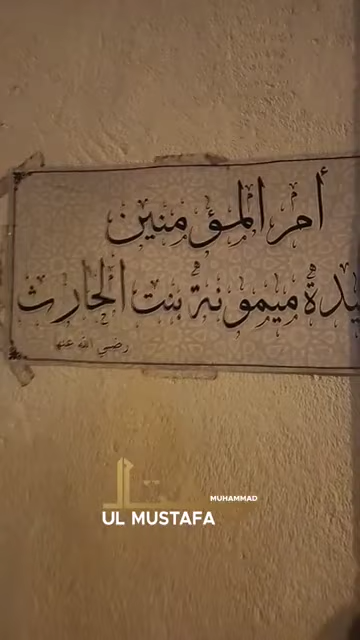 أم المؤمنين
يدة ميمونة بنت الحارث
رضي الله عنها
MUHAMMAD
UL MUSTAFA